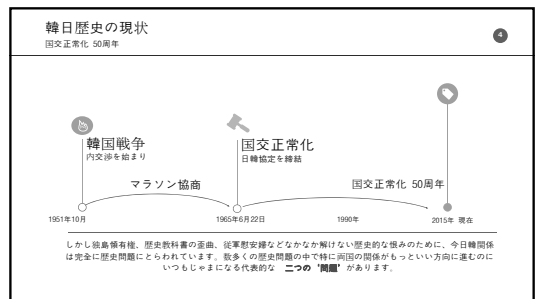 韓日歴史の現状
国交正常化 50周年
4
韓国戦争
内交渉を始まり
国交正常化
日韓協定を締結
マラソン協商
国交正常化 50周年
1951年10月
1965年6月22日
1990年
2015年 現在
しかし独島領有権、歴史教科書の歪曲、従軍慰安婦などなかなか解けない歴史的な恨みのために、今日韓関係
は完全に歴史問題にとらわれています。数多くの歴史問題の中で特に両国の関係がもっといい方向に進むのに
いつもじゃまになる代表的な 二つの '問題' があります。